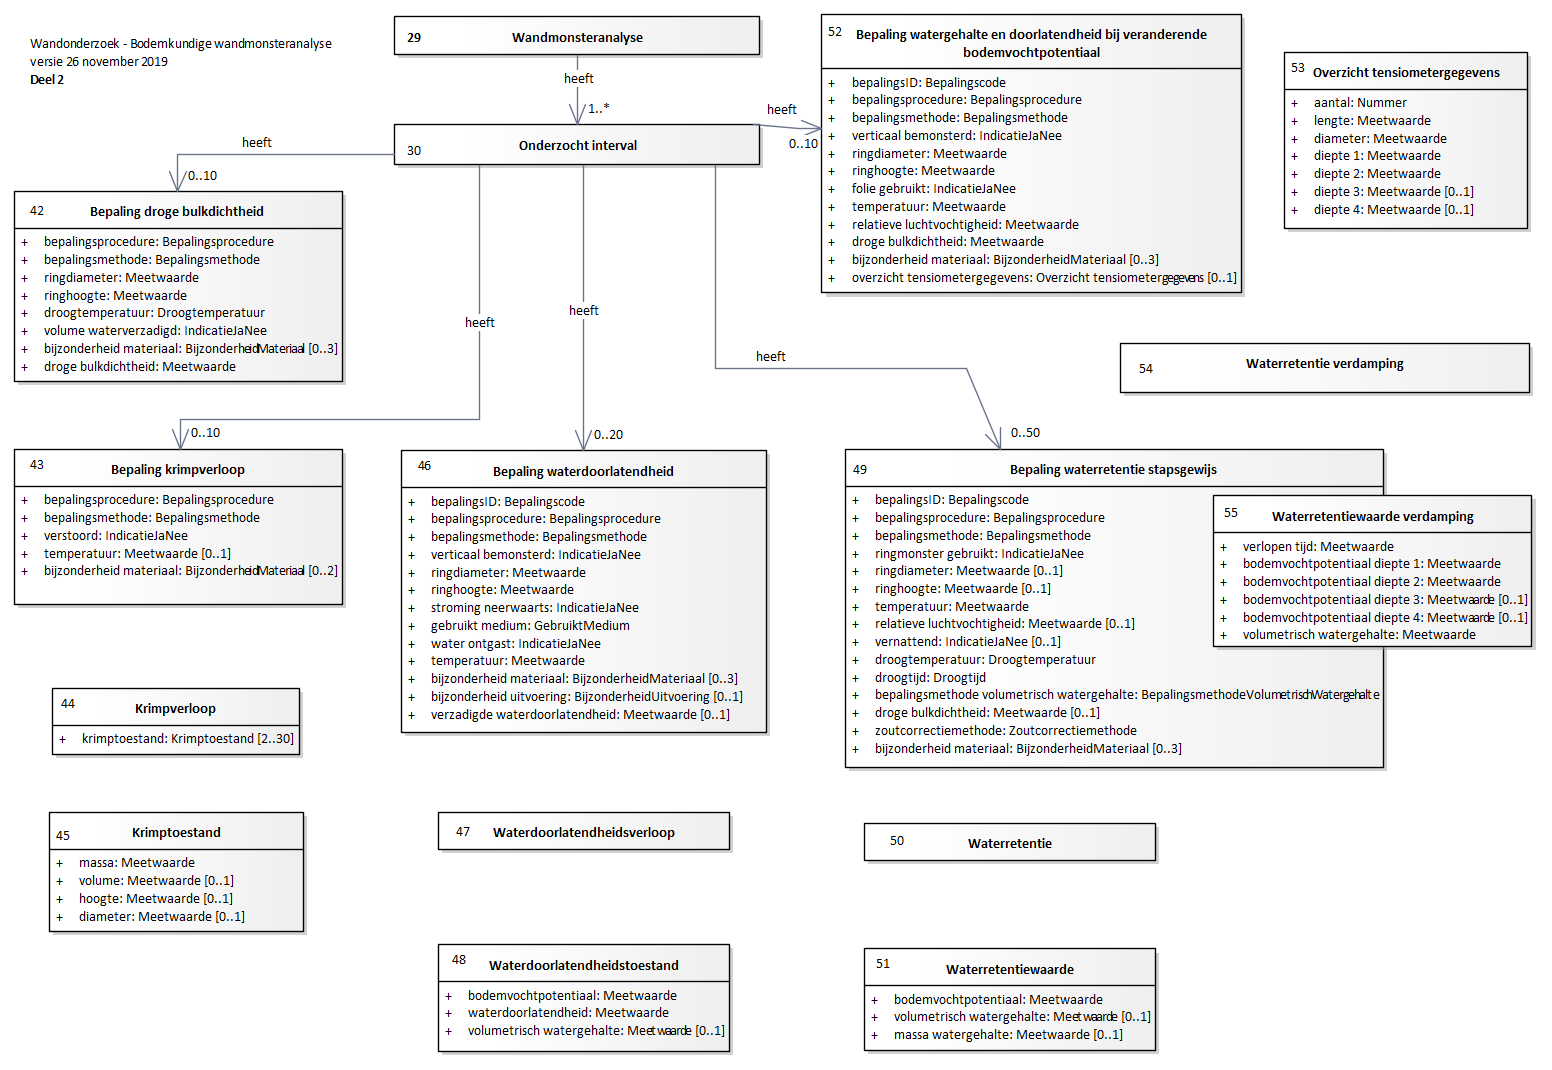 Wandonderzoek - Bodemkundige wandmonsteranalyse
versie 26 november 2019
Deel 2
29 Wandmonsteranalyse
heeft
1..*
30 Onderzocht interval
heeft
0..10
heeft
0..10
heeft
0..10
heeft
0..20
heeft
0..50
52 Bepaling watergehalte en doorlatendheid bij veranderende
bodemvochtpotentiaal
+ bepalingsID: Bepalingscode
+ bepalingsprocedure: Bepalingsprocedure
+ bepalingsmethode: Bepalingsmethode
+ verticaal bemonsterd: IndicatieJaNee
+ ringdiameter: Meetwaarde
+ ringhoogte: Meetwaarde
+ folie gebruikt: IndicatieJaNee
+ temperatuur: Meetwaarde
+ relatieve luchtvochtigheid: Meetwaarde
+ droge bulkdichtheid: Meetwaarde
+ bijzonderheid materiaal: BijzonderheidMateriaal [0..3]
+ overzicht tensiometergegevens: Overzicht tensiometergegevens [0..1]
53 Overzicht tensiometergegevens
+ aantal: Nummer
+ lengte: Meetwaarde
+ diameter: Meetwaarde
+ diepte 1: Meetwaarde
+ diepte 2: Meetwaarde
+ diepte 3: Meetwaarde [0..1]
+ diepte 4: Meetwaarde [0..1]
42 Bepaling droge bulkdichtheid
+ bepalingsprocedure: Bepalingsprocedure
+ bepalingsmethode: Bepalingsmethode
+ ringdiameter: Meetwaarde
+ ringhoogte: Meetwaarde
+ droogtemperatuur: Droogtemperatuur
+ volume waterverzadigd: IndicatieJaNee
+ bijzonderheid materiaal: BijzonderheidMateriaal [0..3]
+ droge bulkdichtheid: Meetwaarde
54 Waterretentie verdamping
43 Bepaling krimpverloop
+ bepalingsprocedure: Bepalingsprocedure
+ bepalingsmethode: Bepalingsmethode
+ verstoord: IndicatieJaNee
+ temperatuur: Meetwaarde [0..1]
+ bijzonderheid materiaal: BijzonderheidMateriaal [0..2]
46 Bepaling waterdoorlatendheid
+ bepalingsID: Bepalingscode
+ bepalingsprocedure: Bepalingsprocedure
+ bepalingsmethode: Bepalingsmethode
+ verticaal bemonsterd: IndicatieJaNee
+ ringdiameter: Meetwaarde
+ ringhoogte: Meetwaarde
+ stroming neerwaarts: IndicatieJaNee
+ gebruikt medium: GebruiktMedium
+ water ontgast: IndicatieJaNee
+ temperatuur: Meetwaarde
+ bijzonderheid materiaal: BijzonderheidMateriaal [0..3]
+ bijzonderheid uitvoering: BijzonderheidUitvoering [0..1]
+ verzadigde waterdoorlatendheid: Meetwaarde [0..1]
49 Bepaling waterretentie stapsgewijs
+ bepalingsID: Bepalingscode
+ bepalingsprocedure: Bepalingsprocedure
+ bepalingsmethode: Bepalingsmethode
+ ringmonster gebruikt: IndicatieJaNee
+ ringdiameter: Meetwaarde [0..1]
+ ringhoogte: Meetwaarde [0..1]
+ temperatuur: Meetwaarde
+ relatieve luchtvochtigheid: Meetwaarde [0..1]
+ vernattend: IndicatieJaNee [0..1]
+ droogtemperatuur: Droogtemperatuur
+ droogtijd: Droogtijd
+ bepalingsmethode volumetrisch watergehalte: BepalingsmethodeVolumetrischWatergehalte
+ droge bulkdichtheid: Meetwaarde [0..1]
+ zoutcorrectiemethode: Zoutcorrectiemethode
+ bijzonderheid materiaal: BijzonderheidMateriaal [0..3]
55 Waterretentiewaarde verdamping
+ verlopen tijd: Meetwaarde
+ bodemvochtpotentiaal diepte 1: Meetwaarde
+ bodemvochtpotentiaal diepte 2: Meetwaarde
+ bodemvochtpotentiaal diepte 3: Meetwaarde [0..1]
+ bodemvochtpotentiaal diepte 4: Meetwaarde [0..1]
+ volumetrisch watergehalte: Meetwaarde
44 Krimpverloop
+ krimptoestand: Krimptoestand [2..30]
45 Krimptoestand
+ massa: Meetwaarde
+ volume: Meetwaarde [0..1]
+ hoogte: Meetwaarde [0..1]
+ diameter: Meetwaarde [0..1]
47 Waterdoorlatendheidsverloop
50 Waterretentie
48 Waterdoorlatendheidstoestand
+ bodemvochtpotentiaal: Meetwaarde
+ waterdoorlatendheid: Meetwaarde
+ volumetrisch watergehalte: Meetwaarde [0..1]
51 Waterretentiewaarde
+ bodemvochtpotentiaal: Meetwaarde
+ volumetrisch watergehalte: Meetwaarde [0..1]
+ massa watergehalte: Meetwaarde [0..1]